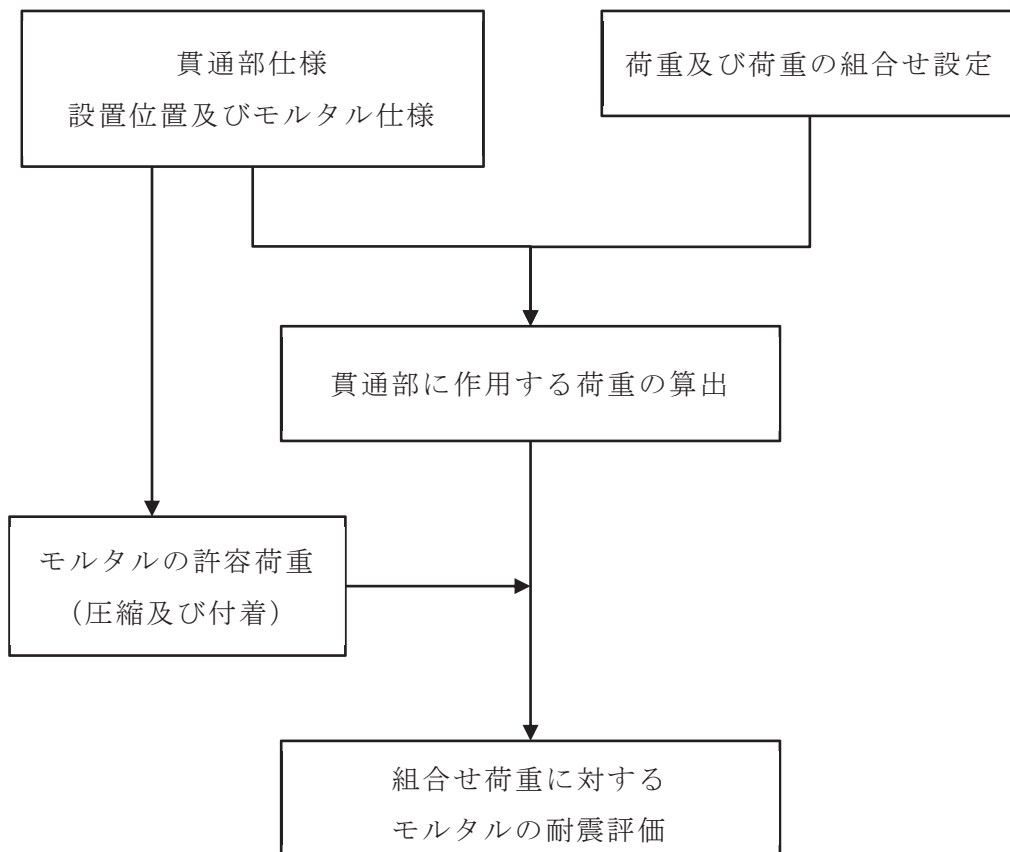 貫通部仕様
設置位置及びモルタル仕様
荷重及び荷重の組合せ設定
貫通部に作用する荷重の算出
モルタルの許容荷重
（圧縮及び付着）
組合せ荷重に対する
モルタルの耐震評価